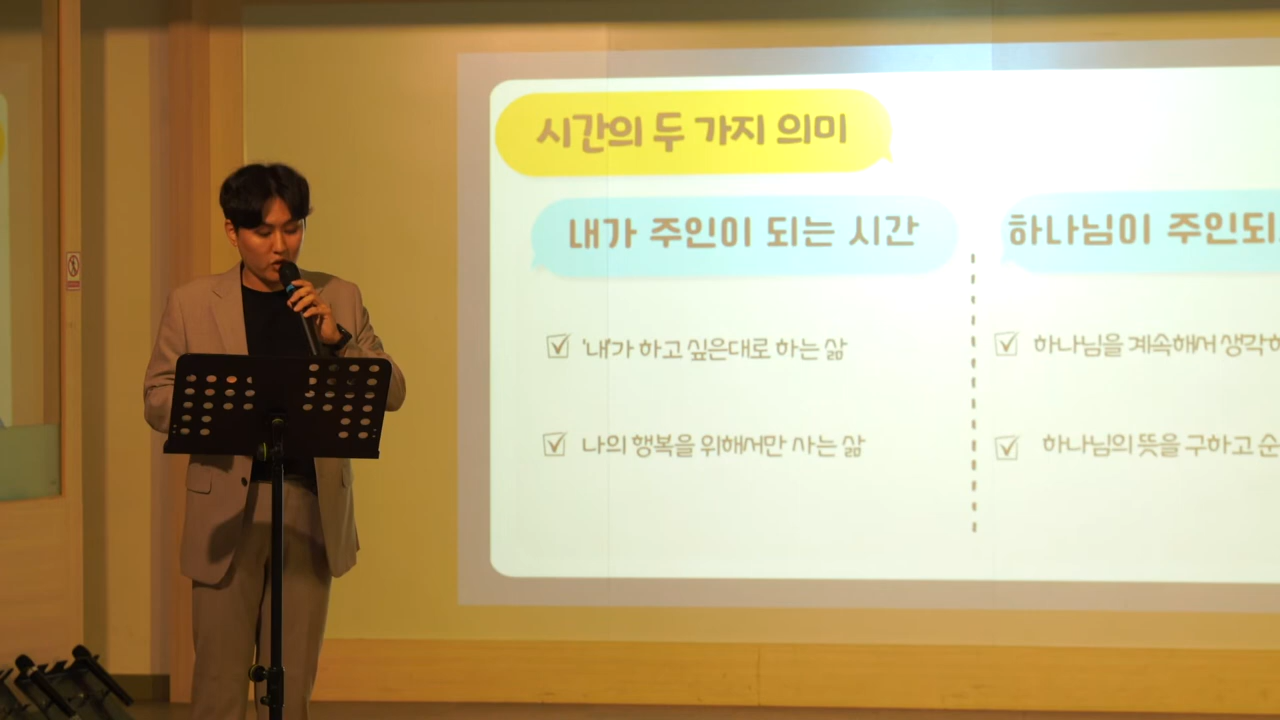 시간의 두 가지 의미
내가 주인이 되는 시간
'내'가 하고 싶은대로 하는 삶
나의 행복을 위해서만 사는 삶
하나님이 주인되
하나님을 계속해서 생각하
하나님의 뜻을 구하고 순